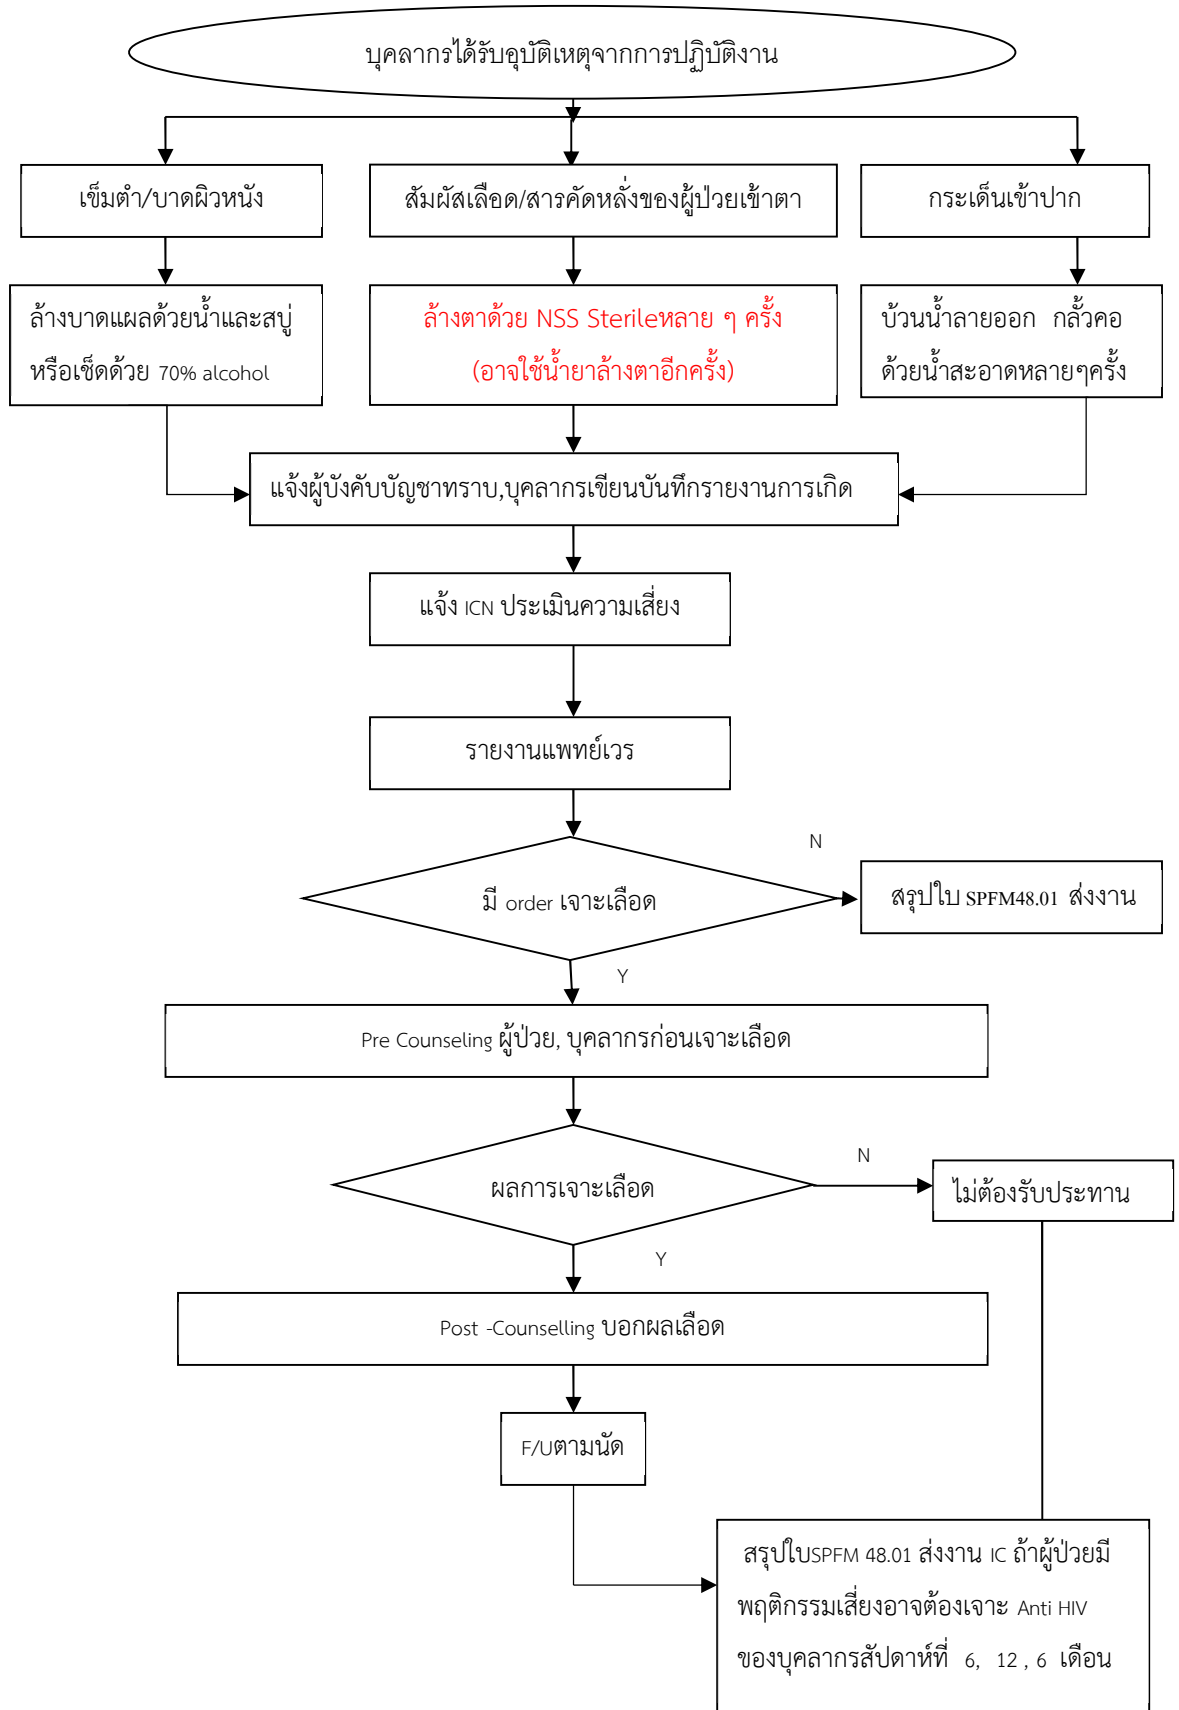 บุคลากรได้รับอุบัติเหตุจากการปฏิบัติงาน
เข็มตำ/บาดผิวหนัง
สัมผัสเลือด/สารคัดหลั่งของผู้ป่วยเข้าตา
กระเด็นเข้าปาก
ล้างบาดแผลด้วยน้ำและสบู่
หรือเช็ดด้วย 70% alcohol
ล้างตาด้วย NSS Sterileหลาย ๆ ครั้ง
(อาจใช้น้ำยาล้างตาอีกครั้ง)
บ้วนน้ำลายออก กลั้วคอ
ด้วยน้ำสะอาดหลายๆครั้ง
แจ้งผู้บังคับบัญชาทราบ,บุคลากรเขียนบันทึกรายงานการเกิด
แจ้ง ICN ประเมินความเสี่ยง
รายงานแพทย์เวร
N
มี order เจาะเลือด
สรุปใบ SPFM48.01 ส่งงาน
Y
Pre Counseling ผู้ป่วย, บุคลากรก่อนเจาะเลือด
N
ผลการเจาะเลือด
ไม่ต้องรับประทาน
Y
Post -Counselling บอกผลเลือด
F/Uตามนัด
สรุปใบSPFM 48.01 ส่งงาน IC ถ้าผู้ป่วยมี
พฤติกรรมเสี่ยงอาจต้องเจาะ Anti HIV
ของบุคลากรสัปดาห์ที่ 6, 12 , 6 เดือน